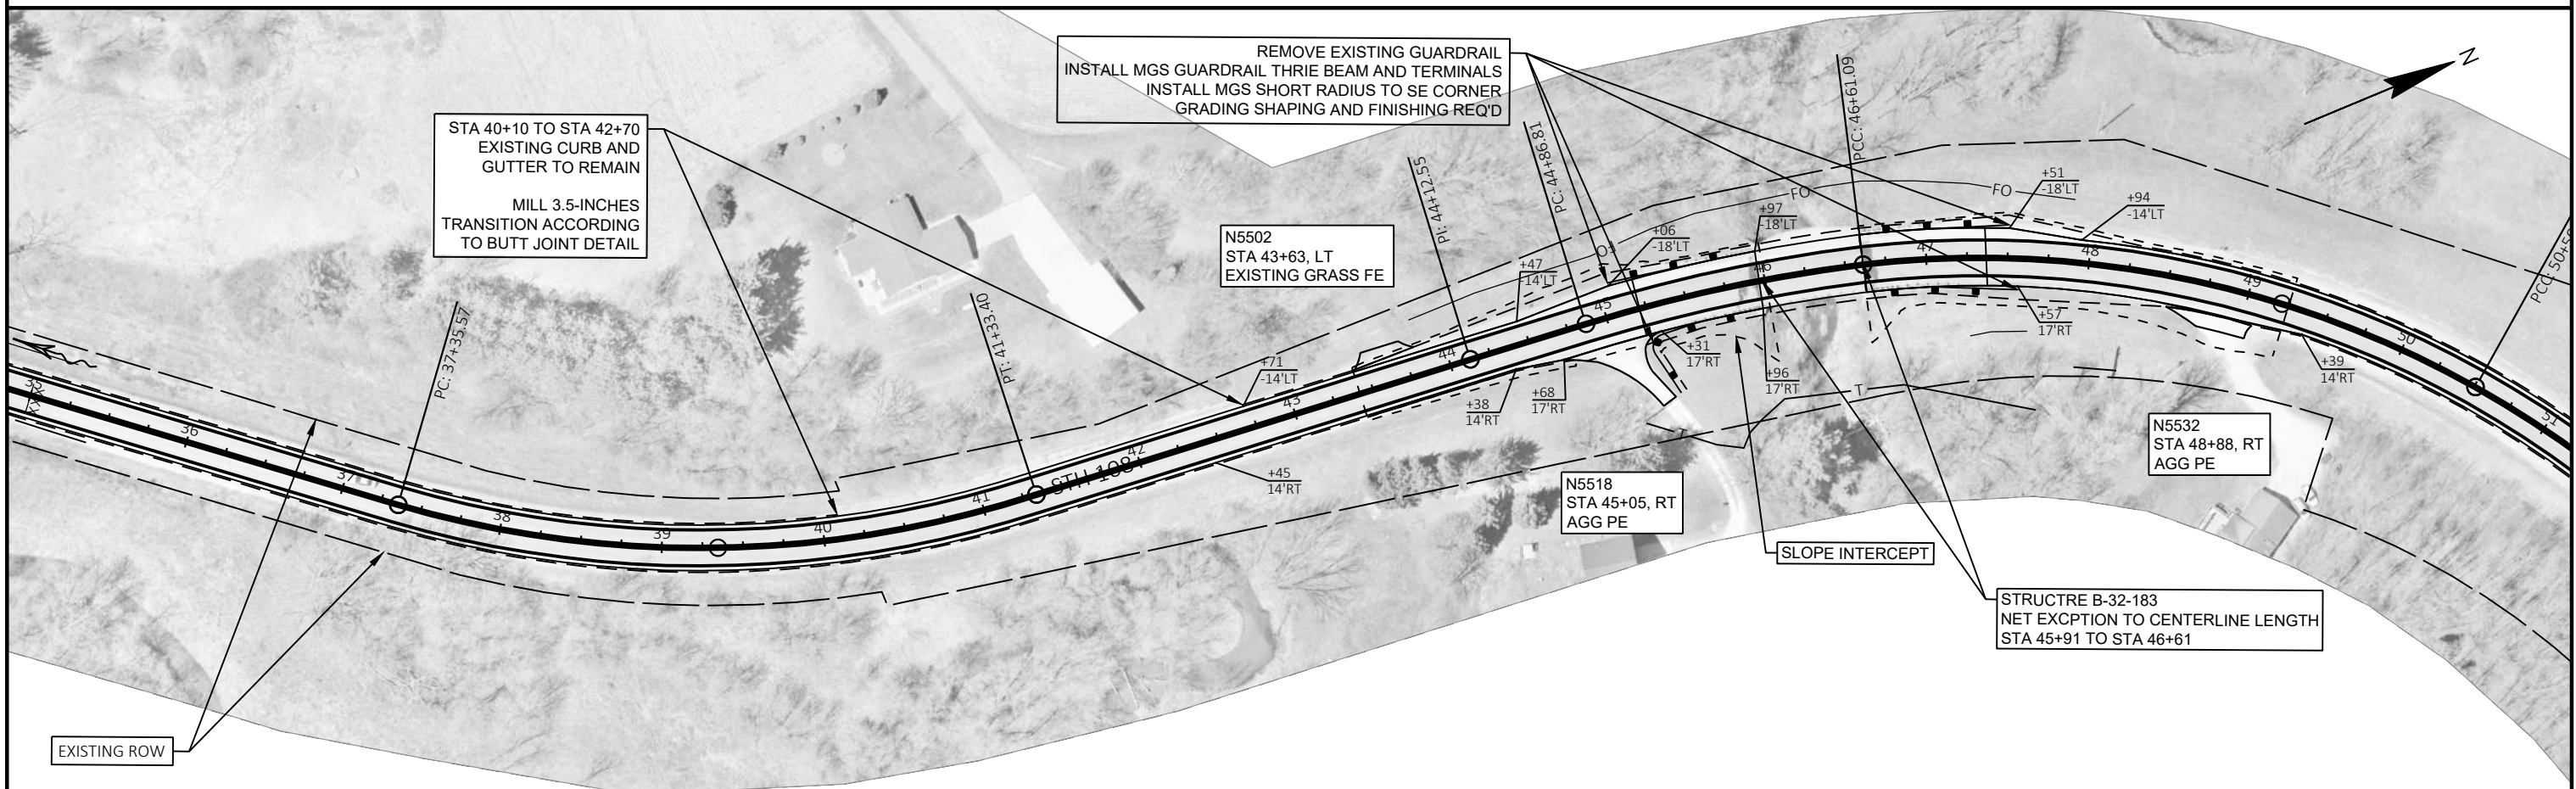 REMOVE EXISTING GUARDRAIL
INSTALL MGS GUARDRAIL THRIE BEAM AND TERMINALS
INSTALL MGS SHORT RADIUS TO SE CORNER
GRADING SHAPING AND FINISHING REQ'D
N
STA 40+10 TO STA 42+70
EXISTING CURB AND
GUTTER TO REMAIN
MILL 3.5-INCHES
TRANSITION ACCORDING
TO BUTT JOINT DETAIL
PC: 37+35.57
PT: 41+33.40
PI: 44+12.55
PC: 44+86.81
PCC: 46+61.09
N5502
STA 43+63, LT
EXISTING GRASS FE
+71
-14'LT
+47
-14'LT
+06
-18'LT
+97
-18'LT
+51
-18'LT
+94
-14'LT
FO
FO
FO
35
36
37
38
39
40
41
42
43
44
45
46
47
48
49
50
51
STH 108
+45
14'RT
+38
14'RT
+68
17'RT
+31
17'RT
+96
17'RT
+57
17'RT
+39
14'RT
T
T
N5518
STA 45+05, RT
AGG PE
N5532
STA 48+88, RT
AGG PE
SLOPE INTERCEPT
STRUCTRE B-32-183
NET EXCPTION TO CENTERLINE LENGTH
STA 45+91 TO STA 46+61
EXISTING ROW